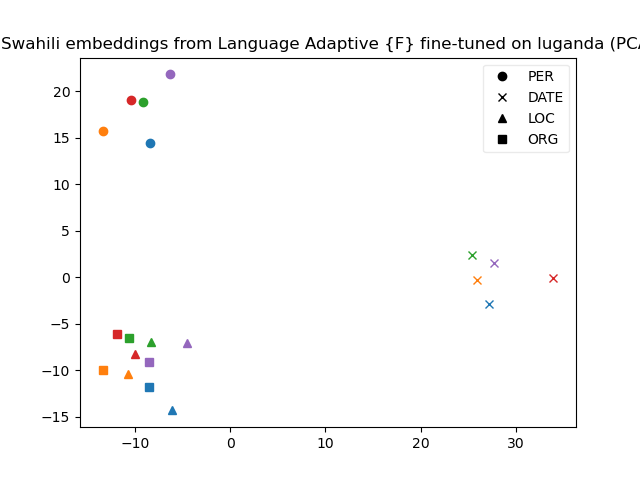 Swahili embeddings from Language Adaptive {F} fine-tuned on luganda (PCA
PER
DATE
LOC
ORG
20
15
10
5
0
−5
−10
−15
−10
0
10
20
30